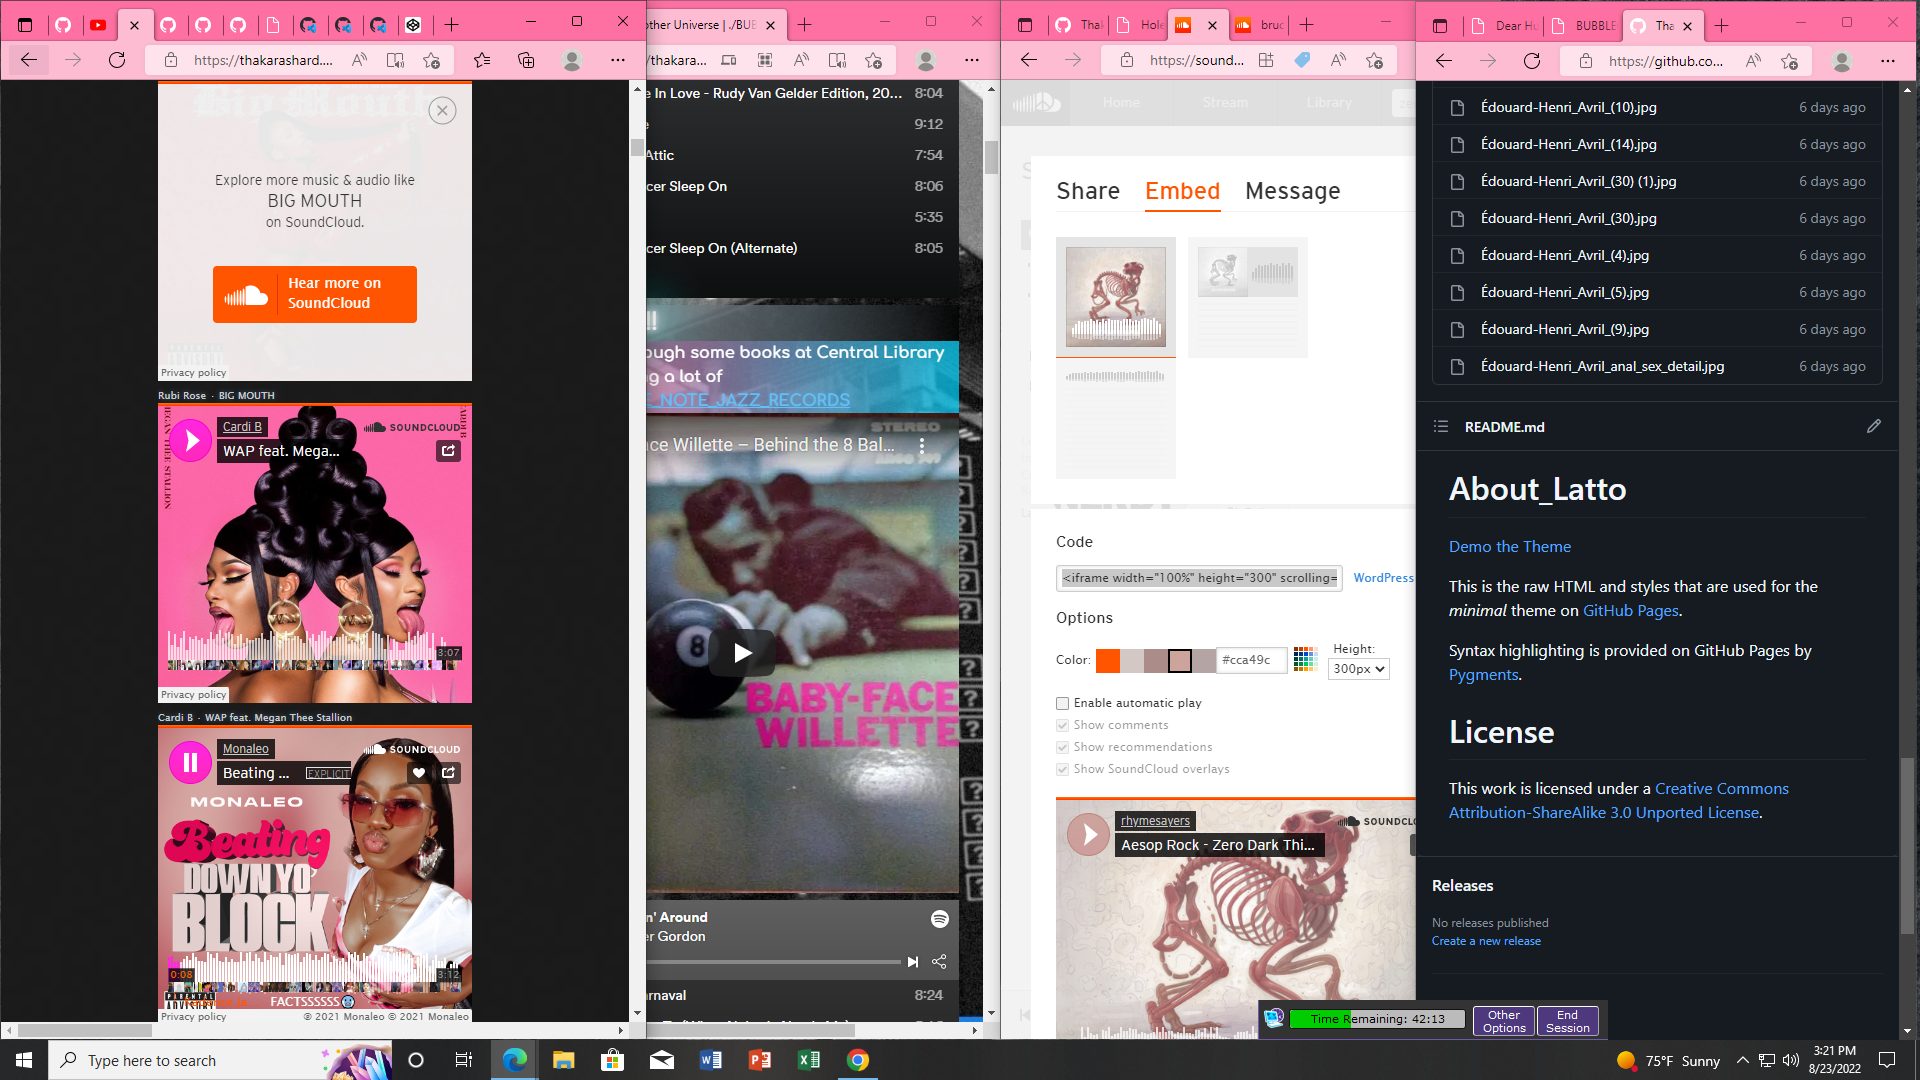 https://thakarashard....
Explore more music & audio like
BIG MOUTH
on SoundCloud.
Hear more on
SoundCloud
Privacy policy
Rubi Rose · BIG MOUTH
Cardi B
WAP feat. Mega...
SOUNDCLOUD
3:07
Privacy policy
Cardi B · WAP feat. Megan Thee Stallion
Monaleo
Beating ... EXPLICIT
SOUNDCLOUD
MONALEO
Beating
DOWN YO'
BLOCK
0:08
3:12
FACTSSSSSS
Privacy policy
© 2021 Monaleo © 2021 Monaleo
other Universe | ./BUB
/thakara...
e In Love - Rudy Van Gelder Edition, 20... 8:04
e 9:12
Attic 7:54
cer Sleep On 8:06
5:35
cer Sleep On (Alternate) 8:05
ough some books at Central Library
g a lot of
E_NOTE_JAZZ_RECORDS
STEREO
ce Willette – Behind the 8 Bal...
8
BABY-FACE
WILLETTE
n' Around
er Gordon
arnaval 8:24
Thak
Hole
bruc
https://sound...
Home
Stream
Library
Share
Embed
Message
Code
<iframe width="100%" height="300" scrolling=
WordPress
Options
Color:
#cca49c
Height:
300px
Enable automatic play
Show comments
Show recommendations
Show SoundCloud overlays
rhymesayers
Aesop Rock - Zero Dark Thi...
SOUNDCLO
Dear Hu
BUBBLE
Tha
https://github.co...
Édouard-Henri_Avril_(10).jpg 6 days ago
Édouard-Henri_Avril_(14).jpg 6 days ago
Édouard-Henri_Avril_(30) (1).jpg 6 days ago
Édouard-Henri_Avril_(30).jpg 6 days ago
Édouard-Henri_Avril_(4).jpg 6 days ago
Édouard-Henri_Avril_(5).jpg 6 days ago
Édouard-Henri_Avril_(9).jpg 6 days ago
Édouard-Henri_Avril_anal_sex_detail.jpg 6 days ago
README.md
About_Latto
Demo the Theme
This is the raw HTML and styles that are used for the
minimal theme on GitHub Pages.
Syntax highlighting is provided on GitHub Pages by
Pygments.
License
This work is licensed under a Creative Commons
Attribution-ShareAlike 3.0 Unported License.
Releases
No releases published
Create a new release
Time Remaining: 42:13
Other
Options
End
Session
Type here to search
75°F Sunny
3:21 PM
8/23/2022